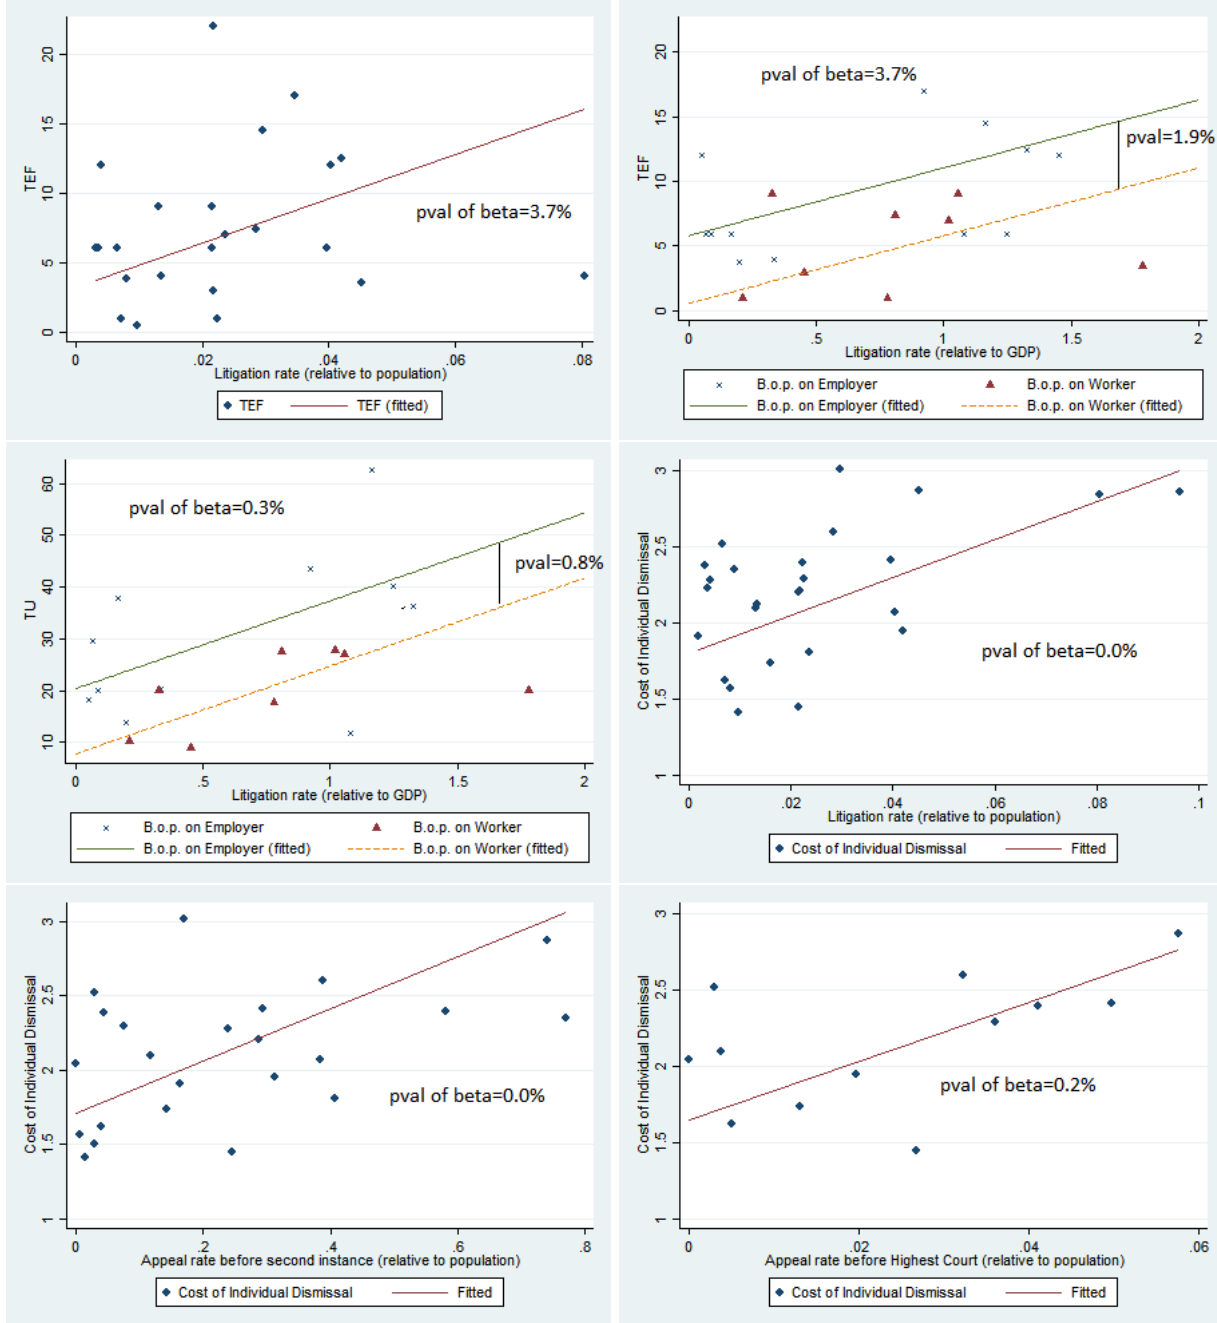 20
15
10
5
0
TEF
pval of beta=3.7%
0
.02
.04
.06
.08
Litigation rate (relative to population)
TEF
TEF (fitted)
20
15
10
5
0
TEF
pval of beta=3.7%
pval=1.9%
0
.5
1
1.5
2
Litigation rate (relative to GDP)
B.o.p. on Employer
B.o.p. on Worker
B.o.p. on Employer (fitted)
B.o.p. on Worker (fitted)
60
50
40
30
20
10
TU
pval of beta=0.3%
pval=0.8%
0
.5
1
1.5
2
Litigation rate (relative to GDP)
B.o.p. on Employer
B.o.p. on Worker
B.o.p. on Employer (fitted)
B.o.p. on Worker (fitted)
3
2.5
2
1.5
1
Cost of Individual Dismissal
pval of beta=0.0%
0
.02
.04
.06
.08
.1
Litigation rate (relative to population)
Cost of Individual Dismissal
Fitted
3
2.5
2
1.5
1
Cost of Individual Dismissal
pval of beta=0.0%
0
.2
.4
.6
.8
Appeal rate before second instance (relative to population)
Cost of Individual Dismissal
Fitted
3
2.5
2
1.5
1
Cost of Individual Dismissal
pval of beta=0.2%
0
.02
.04
.06
Appeal rate before Highest Court (relative to population)
Cost of Individual Dismissal
Fitted